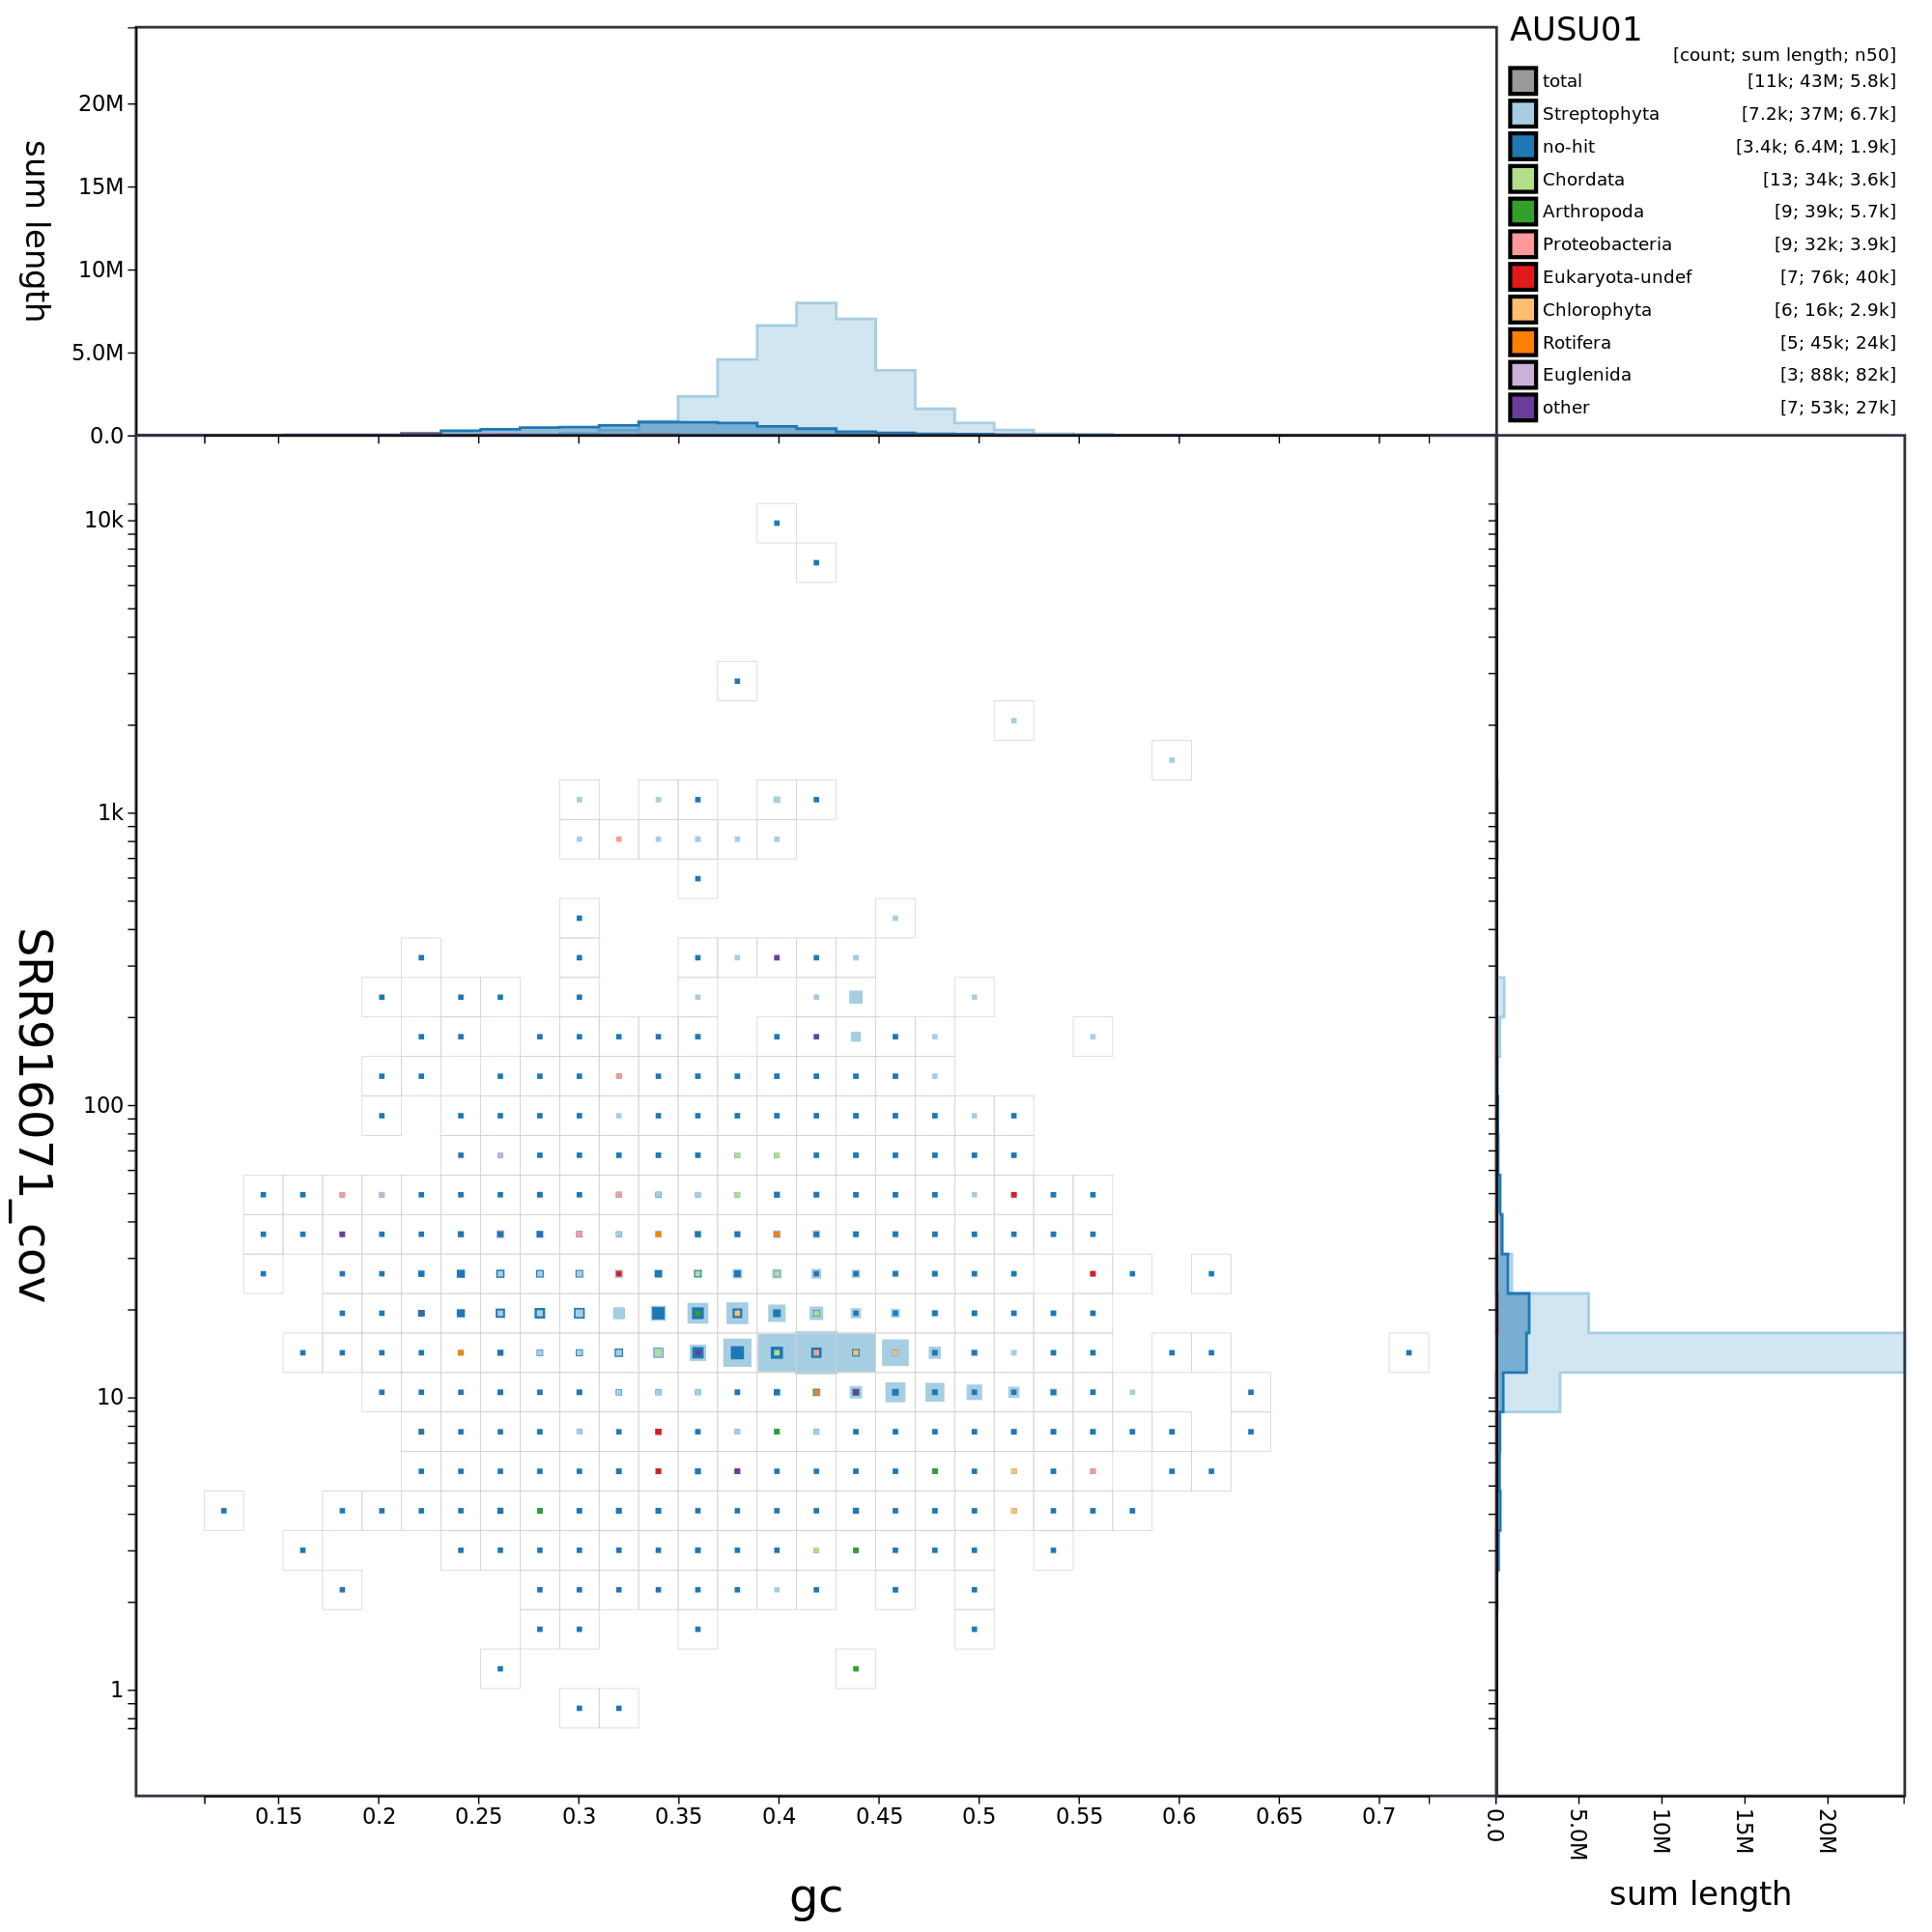 AUSU01
[count; sum length; n50]
total [11k; 43M; 5.8k]
Streptophyta [7.2k; 37M; 6.7k]
no-hit [3.4k; 6.4M; 1.9k]
Chordata [13; 34k; 3.6k]
Arthropoda [9; 39k; 5.7k]
Proteobacteria [9; 32k; 3.9k]
Eukaryota-undef [7; 76k; 40k]
Chlorophyta [6; 16k; 2.9k]
Rotifera [5; 45k; 24k]
Euglenida [3; 88k; 82k]
other [7; 53k; 27k]
sum length
20M
15M
10M
5.0M
0.0
SRR916071_cov
10k
1k
100
10
1
0.15 0.2 0.25 0.3 0.35 0.4 0.45 0.5 0.55 0.6 0.65 0.7
gc
0.0 5.0M 10M 15M 20M
sum length